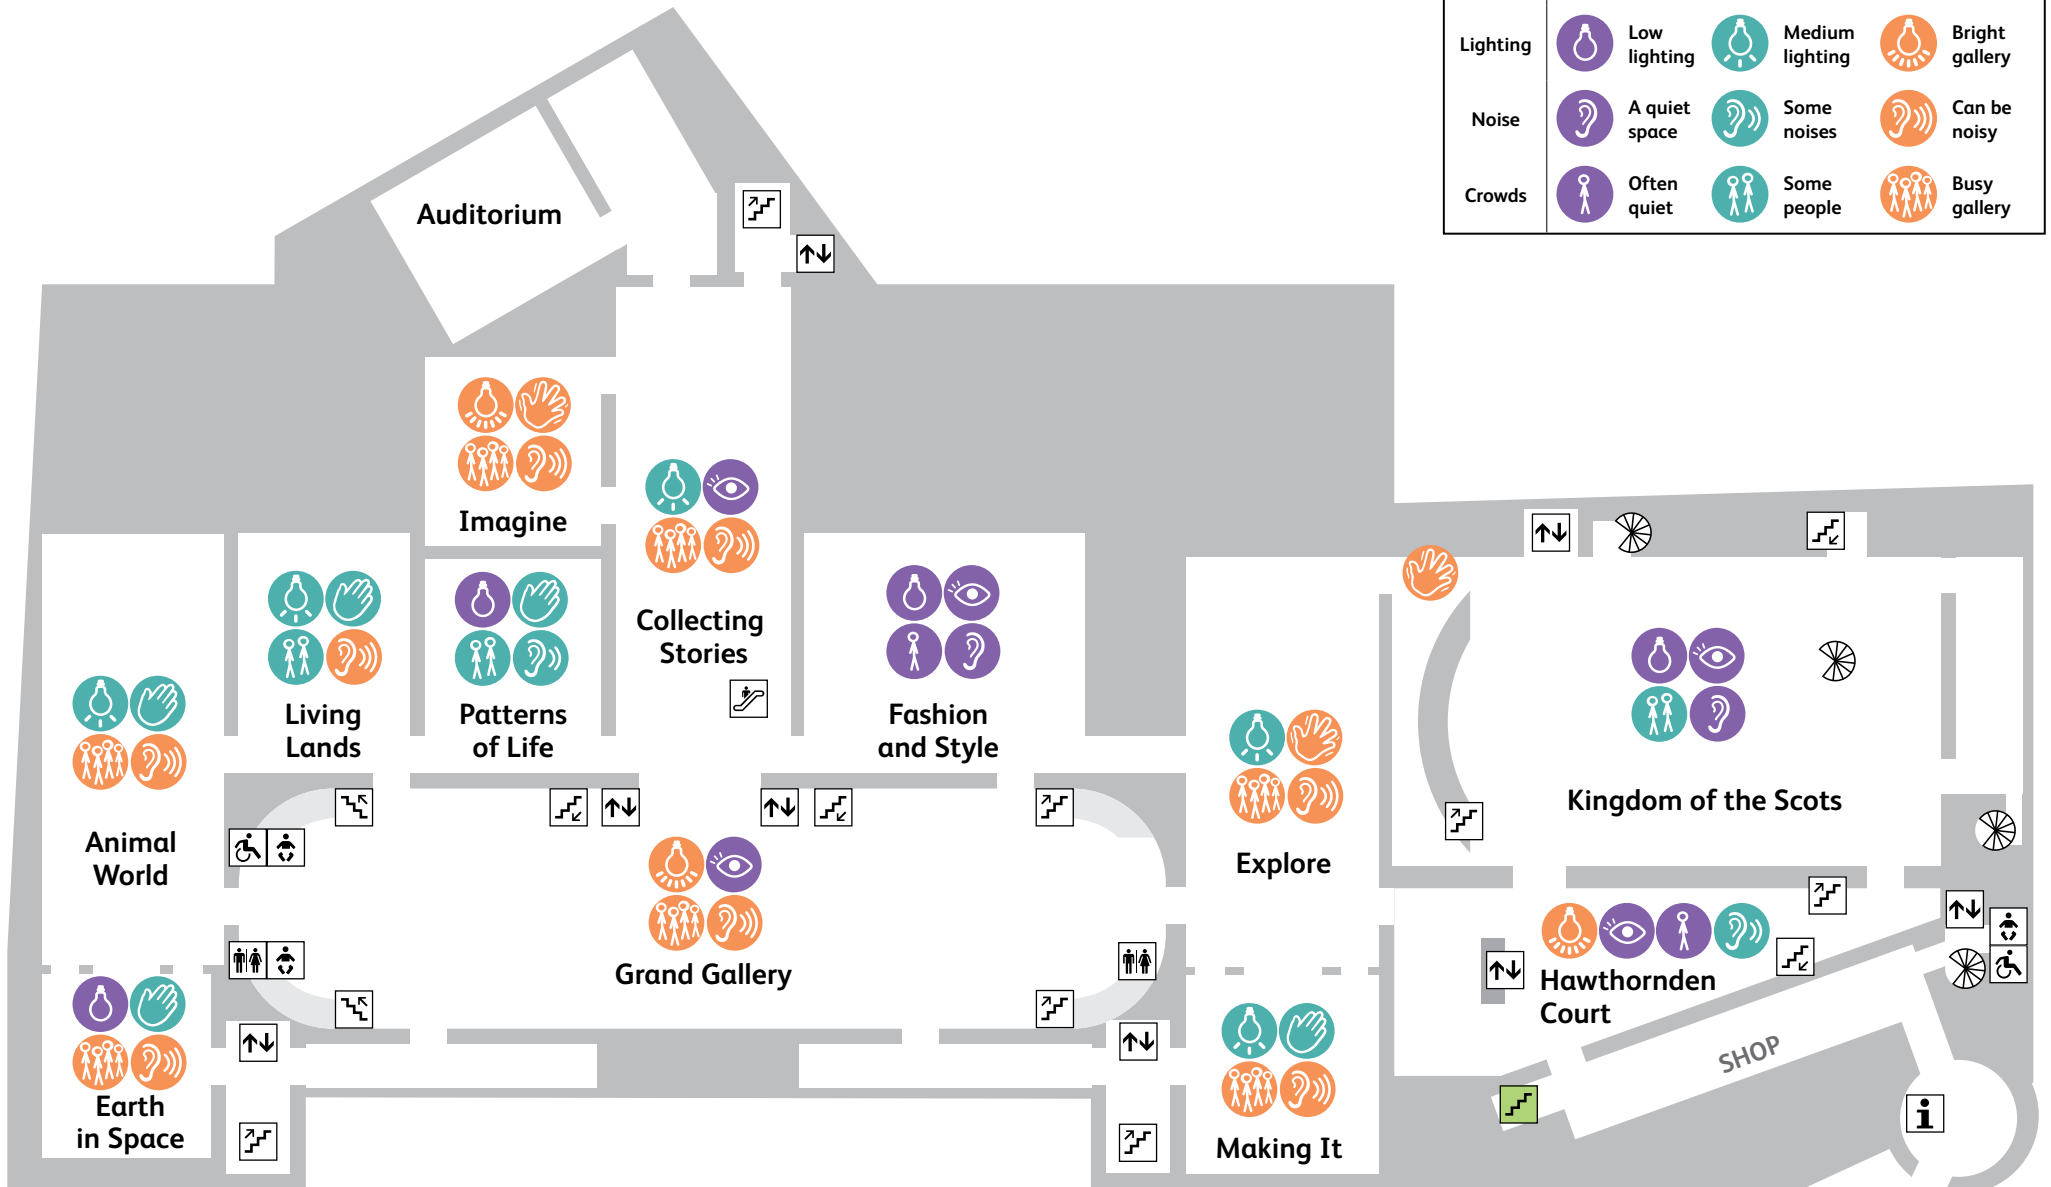 Lighting
Low
lighting
Medium
lighting
Bright
gallery
Noise
A quiet
space
Some
noises
Can be
noisy
Crowds
Often
quiet
Some
people
Busy
gallery
Auditorium
Imagine
Collecting
Stories
Living
Lands
Patterns
of Life
Fashion
and Style
Animal
World
Explore
Kingdom of the Scots
Grand Gallery
Hawthornden
Court
SHOP
Earth
in Space
Making It
i